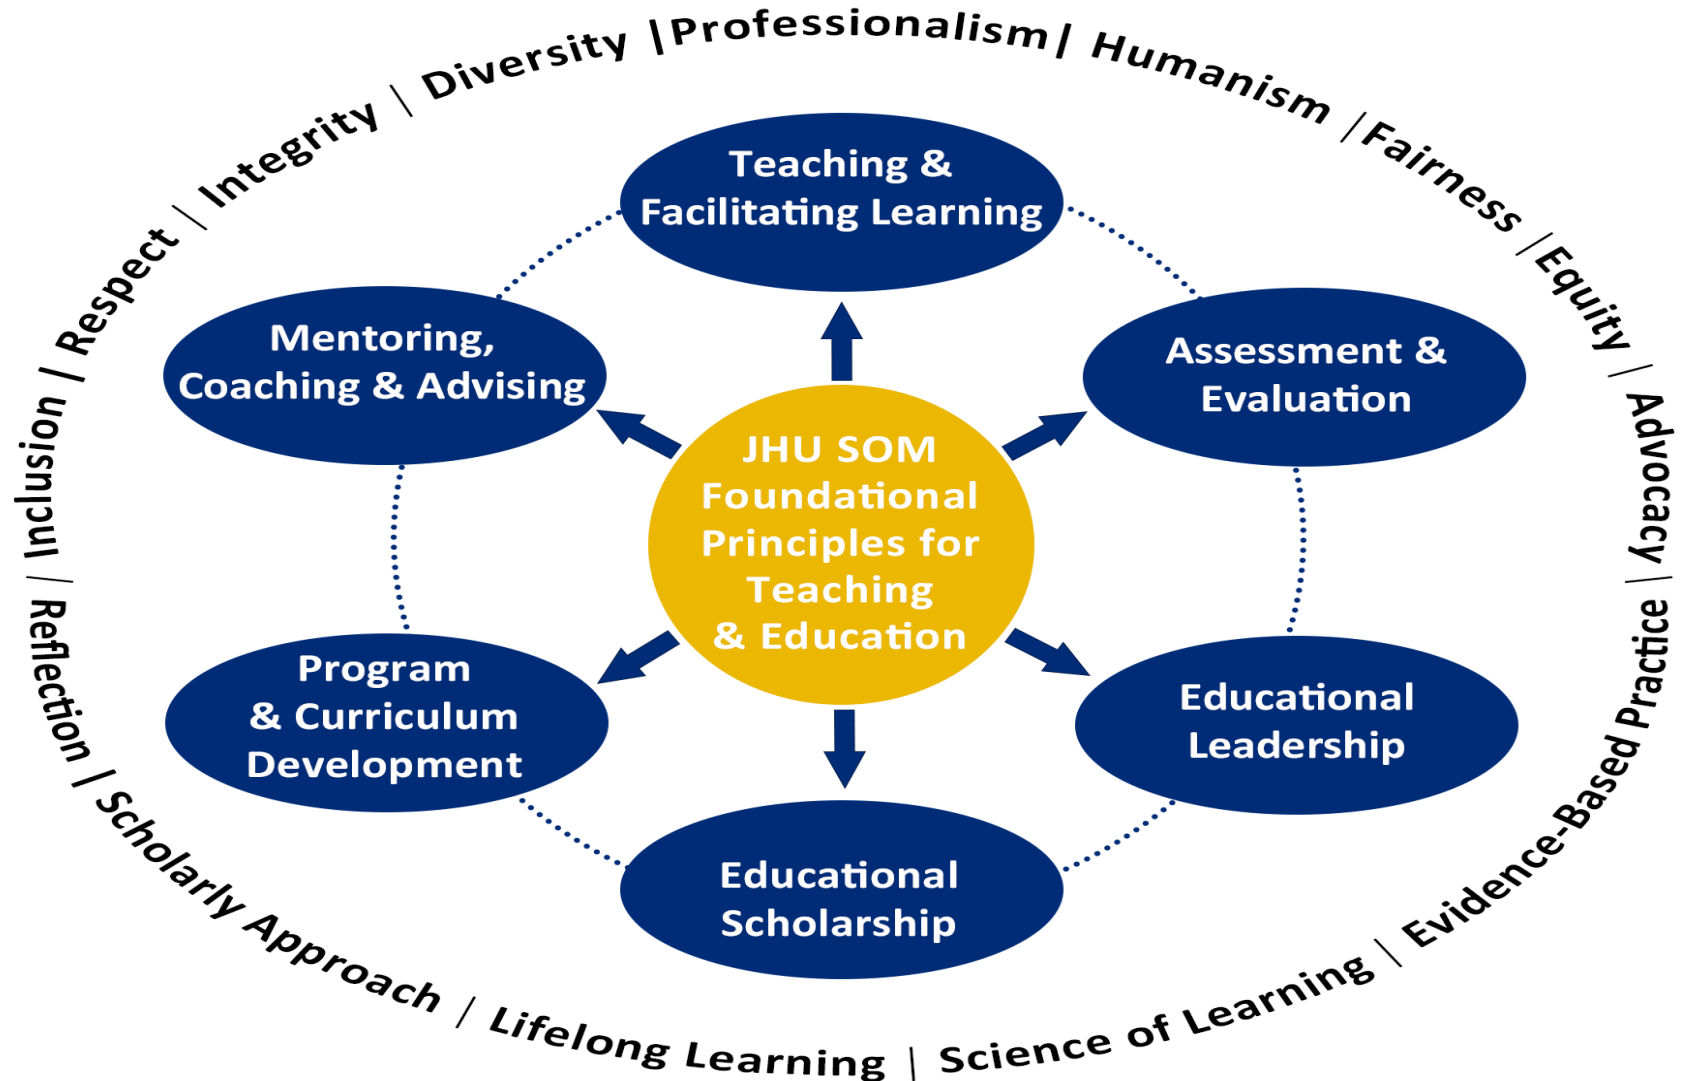 Inclusion | Respect | Integrity | Diversity |Professionalism| Humanism |Fairness |Equity | Advocacy |
Reflection | Scholarly Approach | Lifelong Learning | Science of Learning | Evidence-Based Practice
Teaching &
Facilitating Learning
Mentoring,
Coaching & Advising
Assessment &
Evaluation
JHU SOM
Foundational
Principles for
Teaching
& Education
Program
& Curriculum
Development
Educational
Leadership
Educational
Scholarship